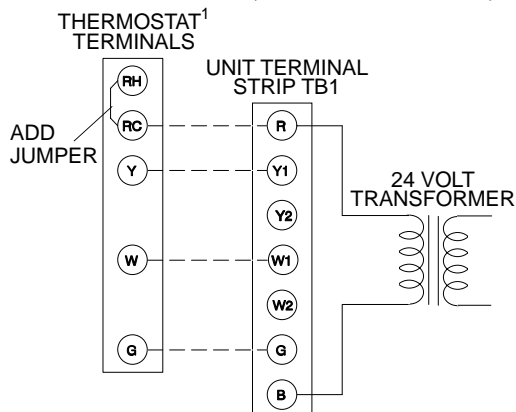 THERMOSTAT1
TERMINALS
RH
RC
Y
W
G
ADD
JUMPER
UNIT TERMINAL
STRIP TB1
R
Y1
Y2
W1
W2
G
B
24 VOLT
TRANSFORMER